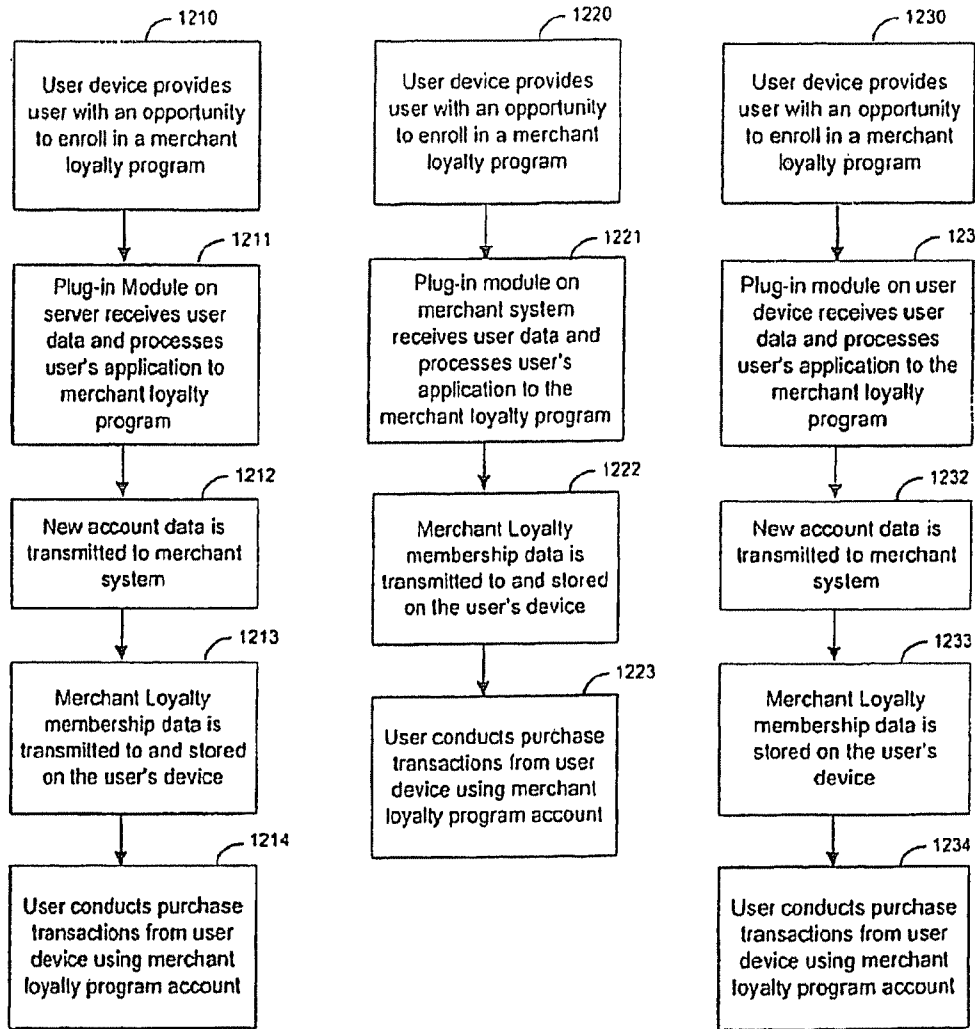 1210
User device provides
user with an opportunity
to enroll in a merchant
loyalty program
1211
Plug-in Module on
server receives user
data and processes
user's application to
merchant loyalty
program
1212
New account data is
transmitted to merchant
system
1213
Merchant Loyalty
membership data is
transmitted to and stored
on the user's device
1214
User conducts purchase
transactions from user
device using merchant
loyalty program account
1220
User device provides
user with an opportunity
to enroll in a merchant
loyalty program
1221
Plug-in module on
merchant system
receives user data and
processes user's
application to the
merchant loyalty program
1222
Merchant Loyalty
membership data is
transmitted to and stored
on the user's device
1223
User conducts purchase
transactions from user
device using merchant
loyalty program account
1230
User device provides
user with an opportunity
to enroll in a merchant
loyalty program
123
Plug-in module on user
device receives user
data and processes
user's application to the
merchant loyalty
program
1232
New account data is
transmitted to merchant
system
1233
Merchant Loyalty
membership data is
stored on the user's
device
1234
User conducts purchase
transactions from user
device using merchant
loyalty program account